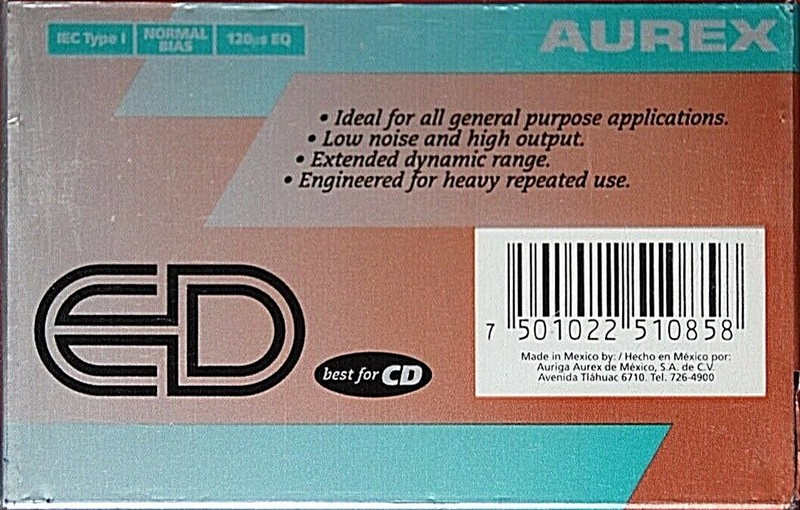 IEC Type I NORMAL BIAS 120µs EQ
AUREX
• Ideal for all general purpose applications.
• Low noise and high output.
• Extended dynamic range.
• Engineered for heavy repeated use.
ED
best for CD
7 501022 510858
Made in Mexico by: / Hecho en México por:
Auriga Aurex de México, S.A. de C.V.
Avenida Tláhuac 6710. Tel. 726-4900